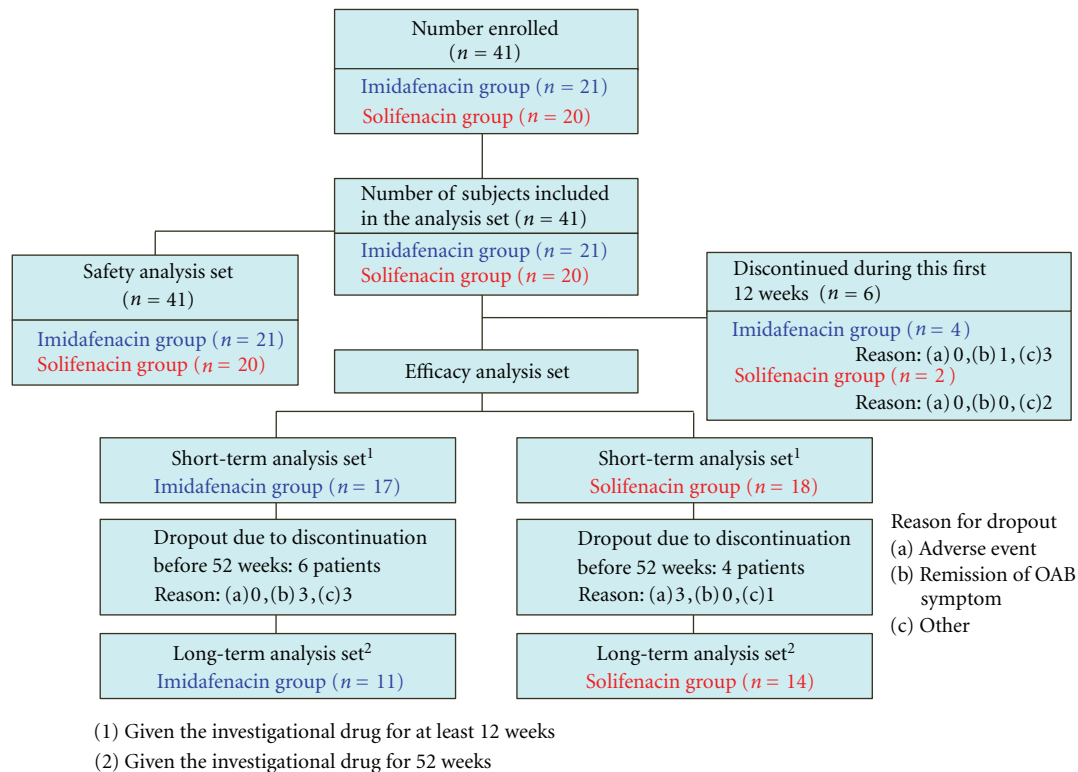 Number enrolled
(n = 41)
Imidafenacin group (n = 21)
Solifenacin group (n = 20)
Number of subjects included
in the analysis set (n = 41)
Imidafenacin group (n = 21)
Solifenacin group (n = 20)
Safety analysis set
(n = 41)
Imidafenacin group (n = 21)
Solifenacin group (n = 20)
Discontinued during this first
12 weeks (n = 6)
Imidafenacin group (n = 4)
Reason: (a) 0, (b) 1, (c) 3
Solifenacin group (n = 2)
Reason: (a) 0, (b) 0, (c) 2
Efficacy analysis set
Short-term analysis set¹
Imidafenacin group (n = 17)
Short-term analysis set¹
Solifenacin group (n = 18)
Dropout due to discontinuation
before 52 weeks: 6 patients
Reason: (a) 0, (b) 3, (c) 3
Dropout due to discontinuation
before 52 weeks: 4 patients
Reason: (a) 3, (b) 0, (c) 1
Reason for dropout
(a) Adverse event
(b) Remission of OAB
symptom
(c) Other
Long-term analysis set²
Imidafenacin group (n = 11)
Long-term analysis set²
Solifenacin group (n = 14)
(1) Given the investigational drug for at least 12 weeks
(2) Given the investigational drug for 52 weeks